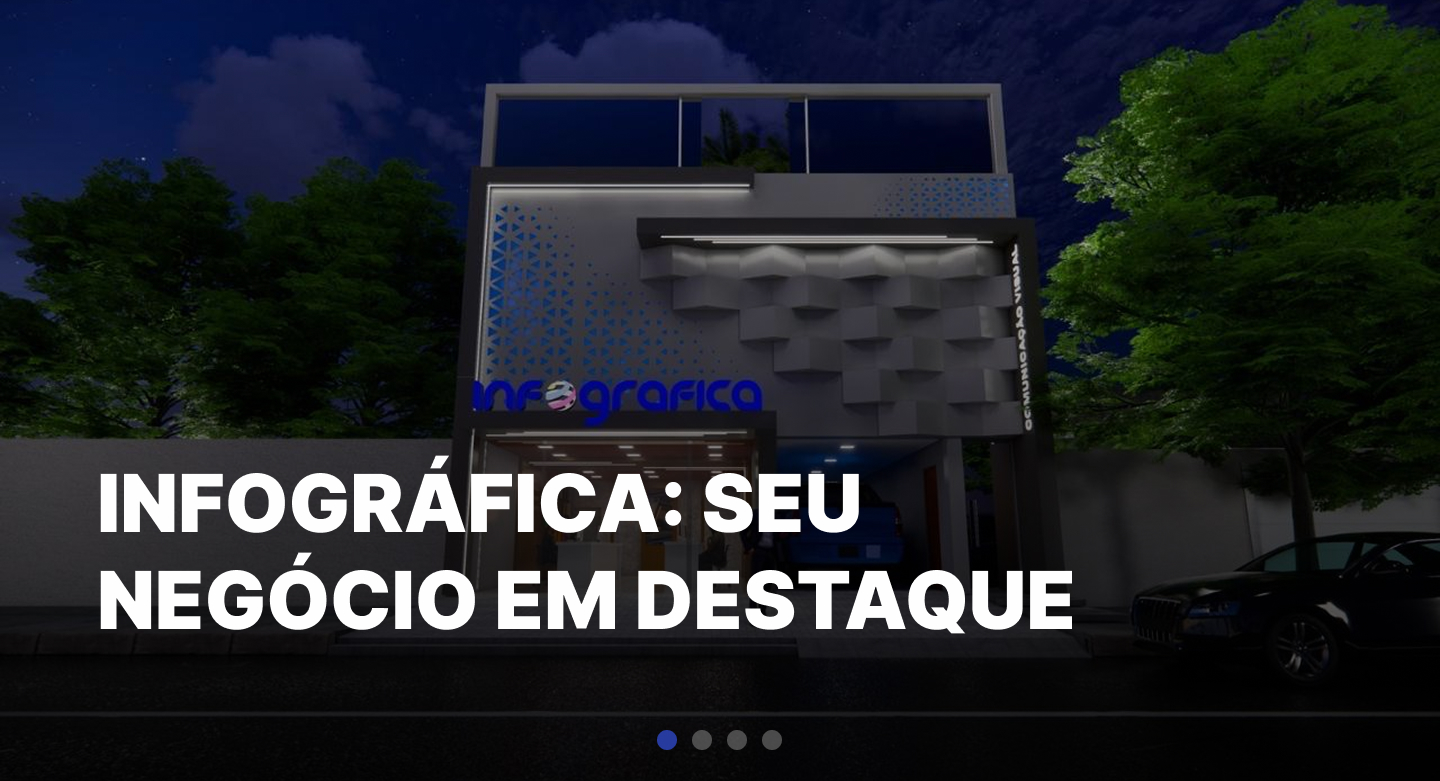 COMUNICAÇÃO VISUAL
infografica
INFOGRÁFICA: SEU
NEGÓCIO EM DESTAQUE